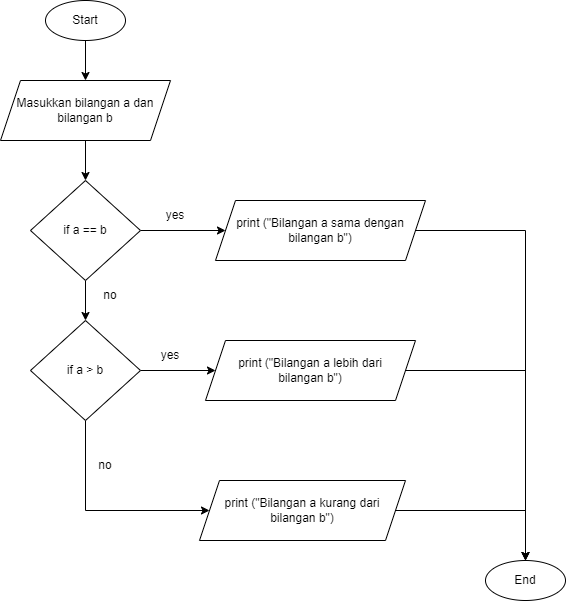 Start
Masukkan bilangan a dan
bilangan b
if a == b
yes
print ("Bilangan a sama dengan
bilangan b")
no
if a > b
yes
print ("Bilangan a lebih dari
bilangan b")
no
print ("Bilangan a kurang dari
bilangan b")
End